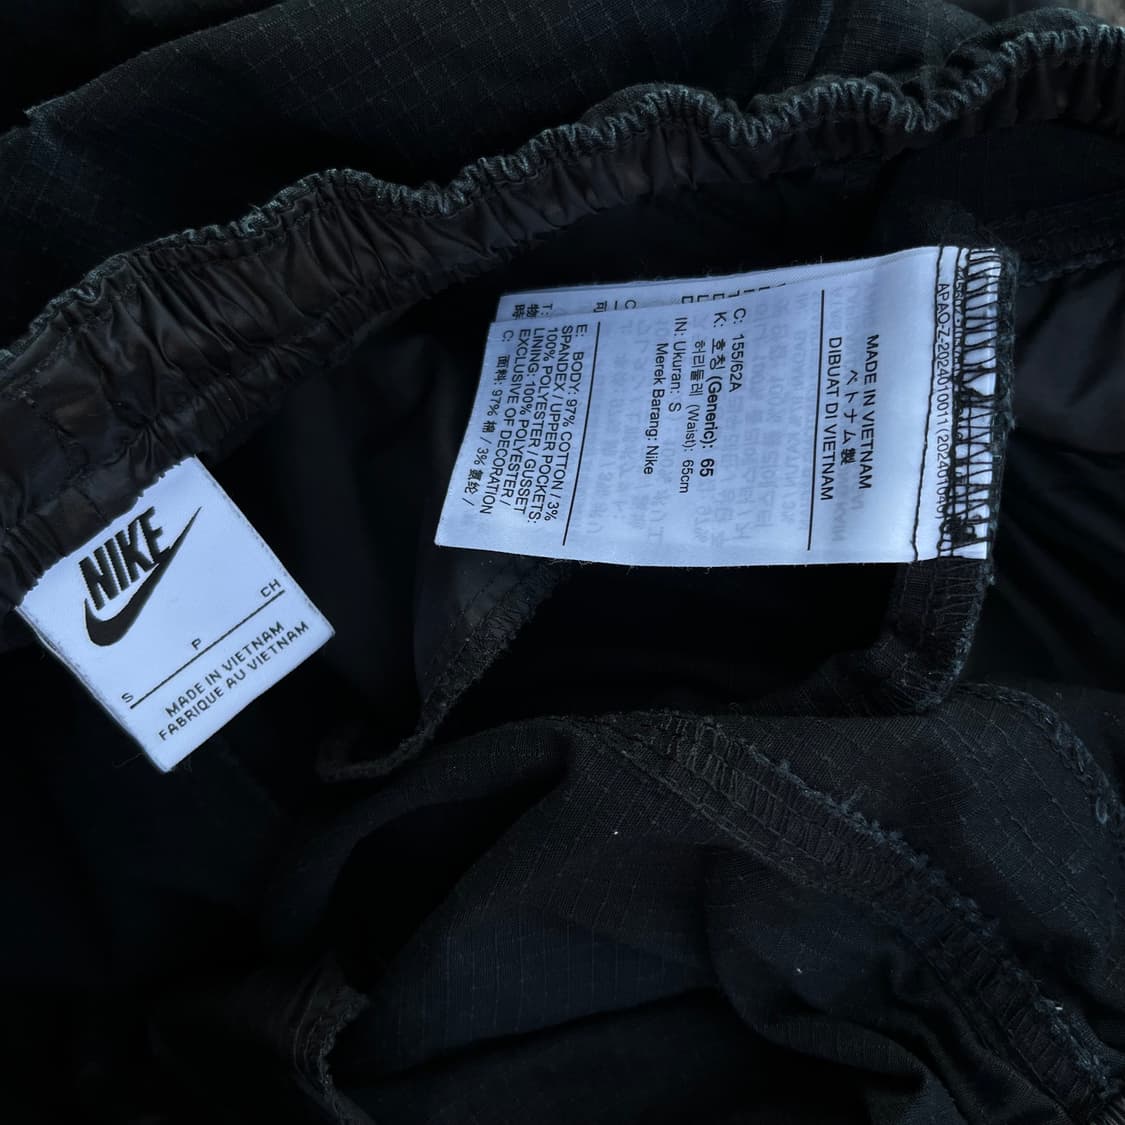 NIKE
S P CH
MADE IN VIETNAM
FABRIQUE AU VIETNAM
MADE IN VIETNAM
ベトナム製
DIBUAT DI VIETNAM
C: 155/62A
K: 호칭 (Generic): 65
허리둘레 (Waist): 65cm
IN: Ukuran: S
Merek Barang: Nike
E: BODY: 97% COTTON / 3%
SPANDEX / UPPER POCKETS:
100% POLYESTER / GUSSET
LINING: 100% POLYESTER
EXCLUSIVE OF DECORATION /
C: 面料: 97% 棉 / 3% 氨纶 /